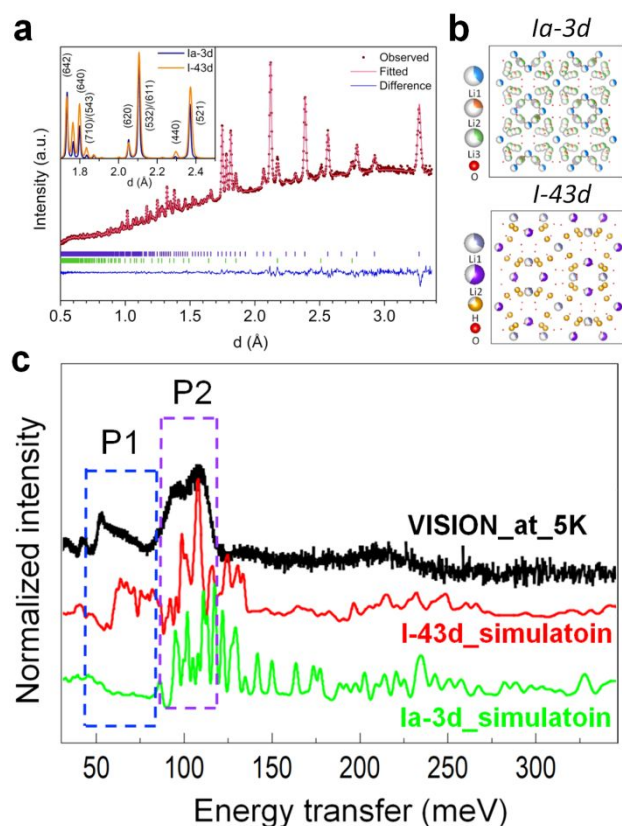 a
Ia-3d
I-43d
(642)
(640)
(710)/(543)
(620)
(532)/(611)
(440)
(521)
1.8 2.0 2.2 2.4
d (Å)
Observed
Fitted
Difference
Intensity (a.u.)
0.5 1.0 1.5 2.0 2.5 3.0
d (Å)
b
Ia-3d
Li1
Li2
Li3
O
I-43d
Li1
Li2
H
O
c
P1
P2
VISION_at_5K
I-43d_simulatoin
Ia-3d_simulatoin
Normalized intensity
50 100 150 200 250 300
Energy transfer (meV)